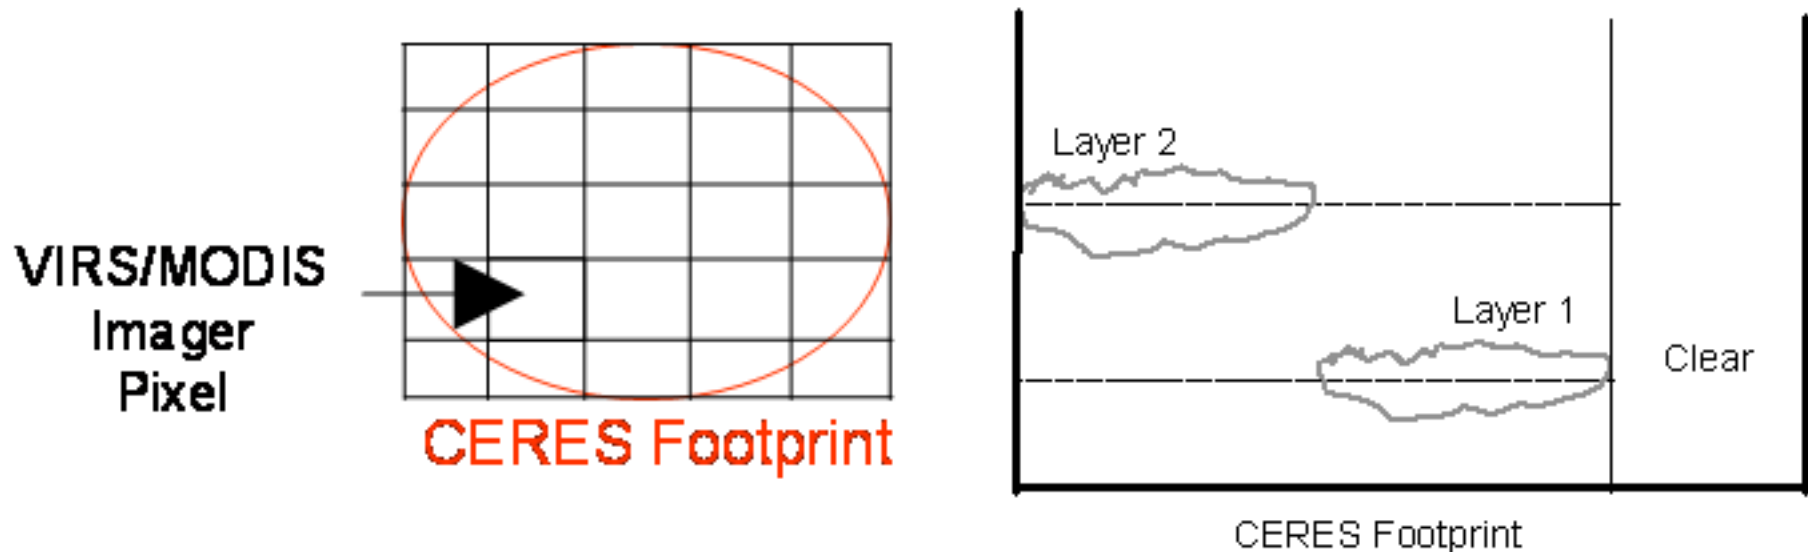 VIRS/MODIS
Imager
Pixel
CERES Footprint
Layer 2
Layer 1
Clear
CERES Footprint